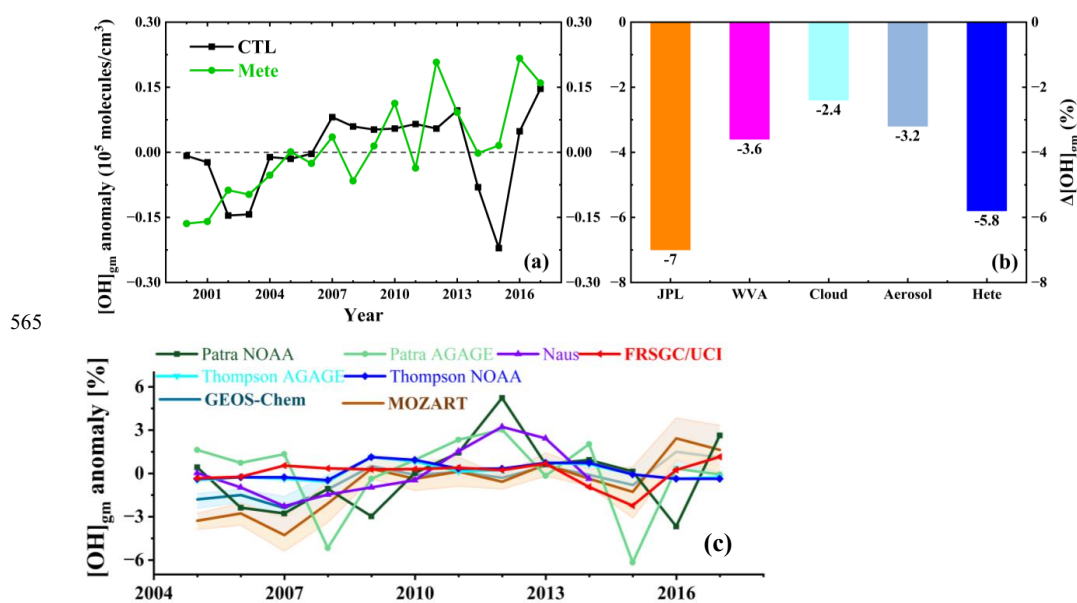 0.30
0.15
0.00
−0.15
−0.30
[OH]gm anomaly (10^5 molecules/cm^3)
CTL
Mete
(a)
0.30
0.15
0.00
−0.15
−0.30
2001 2004 2007 2010 2013 2016
Year
0
−2
−4
−6
−8
-7
-3.6
-2.4
-3.2
-5.8
(b)
JPL WVA Cloud Aerosol Hete
0
−2
−4
−6
−8
Δ[OH]gm (%)
565
Patra NOAA Patra AGAGE Naus FRSGC/UCI
Thompson AGAGE Thompson NOAA
GEOS-Chem MOZART
[OH]gm anomaly [%]
6
3
0
−3
−6
(c)
2004 2007 2010 2013 2016